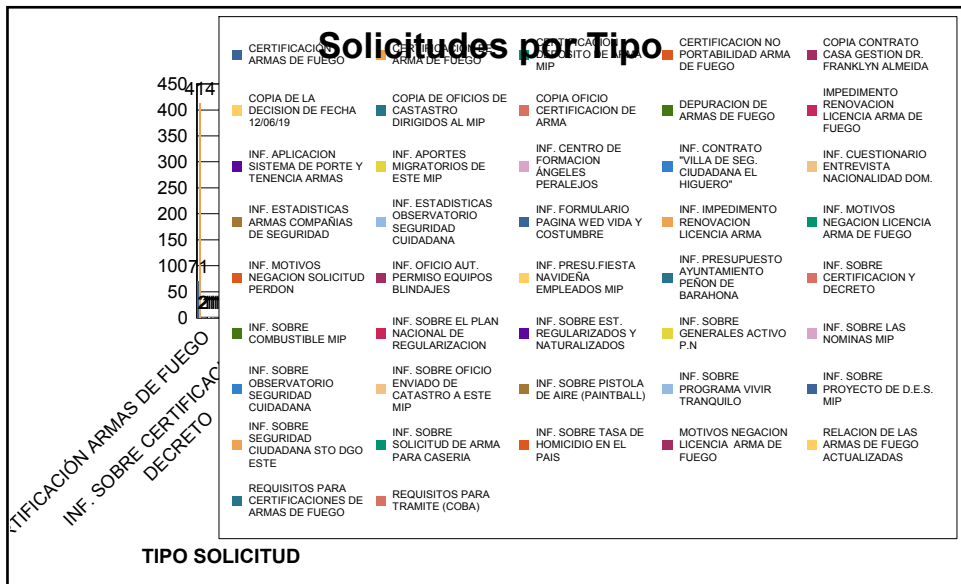 Solicitudes por Tipo
CERTIFICACIÓN
ARMAS DE FUEGO
CERTIFICACION DE
ARMA DE FUEGO
CERTIFICACION
DEPOSITO DE ARMA
MIP
CERTIFICACION NO
PORTABILIDAD ARMA
DE FUEGO
COPIA CONTRATO
CASA GESTION DR.
FRANKLYN ALMEIDA
COPIA DE LA
DECISION DE FECHA
12/06/19
COPIA DE OFICIOS DE
CASTASTRO
DIRIGIDOS AL MIP
COPIA OFICIO
CERTIFICACION DE
ARMA
DEPURACION DE
ARMAS DE FUEGO
IMPEDIMENTO
RENOVACION
LICENCIA ARMA DE
FUEGO
INF. APLICACION
SISTEMA DE PORTE Y
TENENCIA ARMAS
INF. APORTES
MIGRATORIOS DE
ESTE MIP
INF. CENTRO DE
FORMACION
ÁNGELES
PERALEJOS
INF. CONTRATO
"VILLA DE SEG.
CIUDADANA EL
HIGUERO"
INF. CUESTIONARIO
ENTREVISTA
NACIONALIDAD DOM.
INF. ESTADISTICAS
ARMAS COMPAÑIAS
DE SEGURIDAD
INF. ESTADISTICAS
OBSERVATORIO
SEGURIDAD
CUIDADANA
INF. FORMULARIO
PAGINA WED VIDA Y
COSTUMBRE
INF. IMPEDIMENTO
RENOVACION
LICENCIA ARMA
INF. MOTIVOS
NEGACION LICENCIA
ARMA DE FUEGO
INF. MOTIVOS
NEGACION SOLICITUD
PERDON
INF. OFICIO AUT.
PERMISO EQUIPOS
BLINDAJES
INF. PRESU.FIESTA
NAVIDEÑA
EMPLEADOS MIP
INF. PRESUPUESTO
AYUNTAMIENTO
PEÑON DE
BARAHONA
INF. SOBRE
CERTIFICACION Y
DECRETO
INF. SOBRE
COMBUSTIBLE MIP
INF. SOBRE EL PLAN
NACIONAL DE
REGULARIZACION
INF. SOBRE EST.
REGULARIZADOS Y
NATURALIZADOS
INF. SOBRE
GENERALES ACTIVO
P.N
INF. SOBRE LAS
NOMINAS MIP
INF. SOBRE
OBSERVATORIO
SEGURIDAD
CUIDADANA
INF. SOBRE OFICIO
ENVIADO DE
CATASTRO A ESTE
MIP
INF. SOBRE PISTOLA
DE AIRE (PAINTBALL)
INF. SOBRE
PROGRAMA VIVIR
TRANQUILO
INF. SOBRE
PROYECTO DE D.E.S.
MIP
INF. SOBRE
SEGURIDAD
CIUDADANA STO DGO
ESTE
INF. SOBRE
SOLICITUD DE ARMA
PARA CASERIA
INF. SOBRE TASA DE
HOMICIDIO EN EL
PAIS
MOTIVOS NEGACION
LICENCIA ARMA DE
FUEGO
RELACION DE LAS
ARMAS DE FUEGO
ACTUALIZADAS
REQUISITOS PARA
CERTIFICACIONES DE
ARMAS DE FUEGO
REQUISITOS PARA
TRAMITE (COBA)
450
414
400
350
300
250
200
150
100
71
50
0
ARMAS DE FUEGO
INF. SOBRE
DECRETO
TIPO SOLICITUD